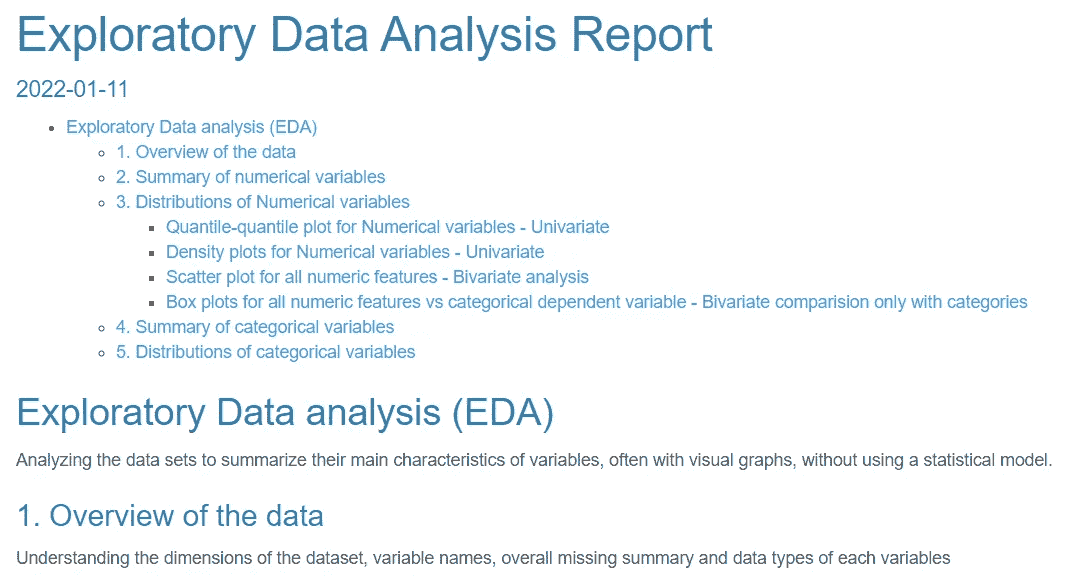 Exploratory Data Analysis Report
2022-01-11
Exploratory Data analysis (EDA)
1. Overview of the data
2. Summary of numerical variables
3. Distributions of Numerical variables
Quantile-quantile plot for Numerical variables - Univariate
Density plots for Numerical variables - Univariate
Scatter plot for all numeric features - Bivariate analysis
Box plots for all numeric features vs categorical dependent variable - Bivariate comparision only with categories
4. Summary of categorical variables
5. Distributions of categorical variables
Exploratory Data analysis (EDA)
Analyzing the data sets to summarize their main characteristics of variables, often with visual graphs, without using a statistical model.
1. Overview of the data
Understanding the dimensions of the dataset, variable names, overall missing summary and data types of each variables